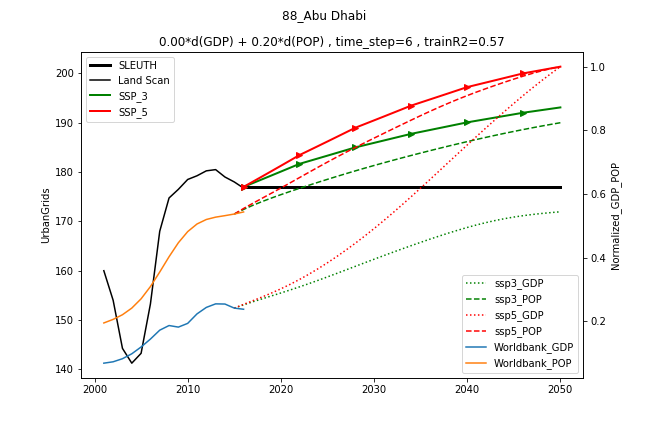 88_Abu Dhabi
0.00*d(GDP) + 0.20*d(POP) , time_step=6 , trainR2=0.57
SLEUTH
Land Scan
SSP_3
SSP_5
200
190
180
170
160
150
140
UrbanGrids
1.0
0.8
0.6
0.4
0.2
Normalized_GDP_POP
ssp3_GDP
ssp3_POP
ssp5_GDP
ssp5_POP
Worldbank_GDP
Worldbank_POP
2000 2010 2020 2030 2040 2050